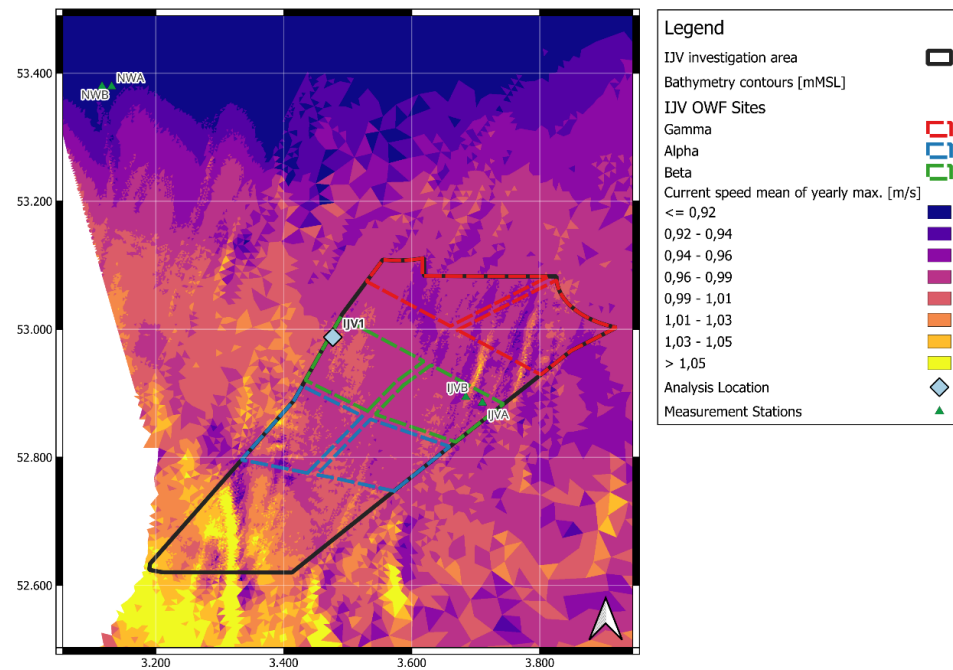 53.400
53.200
53.000
52.800
52.600
3.200
3.400
3.600
3.800
NWA
NWB
IJV1
IJVB
IJVA
Legend
IJV investigation area
Bathymetry contours [mMSL]
IJV OWF Sites
Gamma
Alpha
Beta
Current speed mean of yearly max. [m/s]
<= 0,92
0,92 - 0,94
0,94 - 0,96
0,96 - 0,99
0,99 - 1,01
1,01 - 1,03
1,03 - 1,05
> 1,05
Analysis Location
Measurement Stations